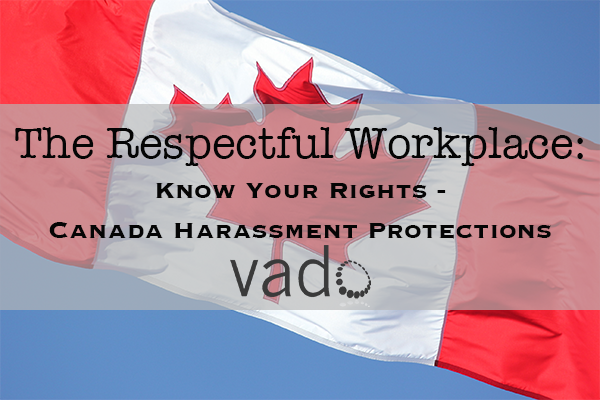 The Respectful Workplace:
Know Your Rights -
Canada Harassment Protections
vado